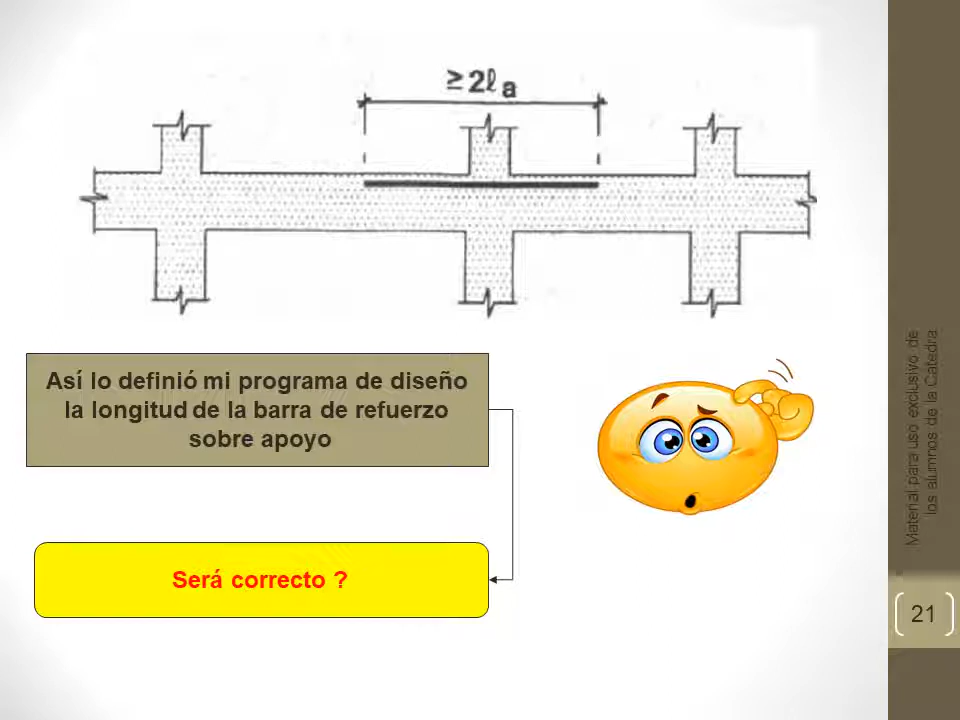 ≥2ℓa
Así lo definió mi programa de diseño
la longitud de la barra de refuerzo
sobre apoyo
Será correcto ?
Material para uso exclusivo de
los alumnos de la Catedra
21